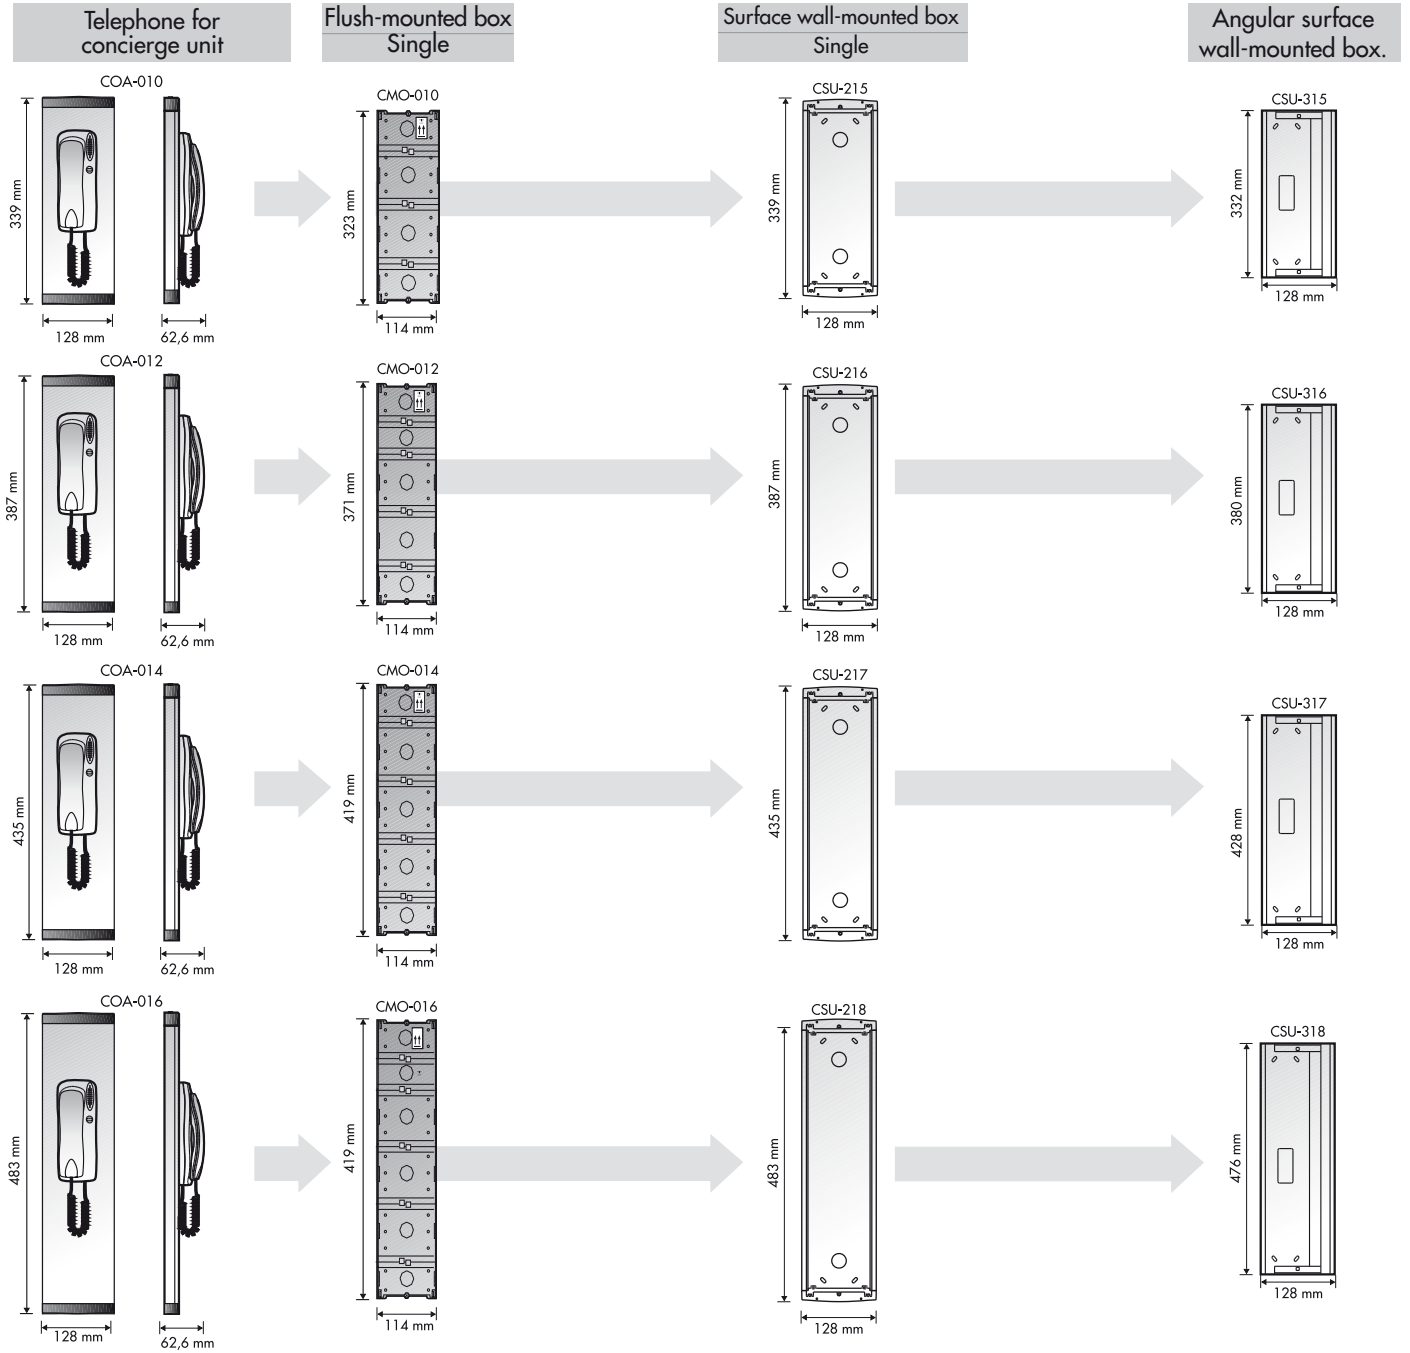 Telephone for
concierge unit
Flush-mounted box
Single
Surface wall-mounted box
Single
Angular surface
wall-mounted box.
COA-010
339 mm
128 mm
62,6 mm
CMO-010
323 mm
114 mm
CSU-215
339 mm
128 mm
CSU-315
332 mm
128 mm
COA-012
387 mm
128 mm
62,6 mm
CMO-012
371 mm
114 mm
CSU-216
387 mm
128 mm
CSU-316
380 mm
128 mm
COA-014
435 mm
128 mm
62,6 mm
CMO-014
419 mm
114 mm
CSU-217
435 mm
128 mm
CSU-317
428 mm
128 mm
COA-016
483 mm
128 mm
62,6 mm
CMO-016
419 mm
114 mm
CSU-218
483 mm
128 mm
CSU-318
476 mm
128 mm